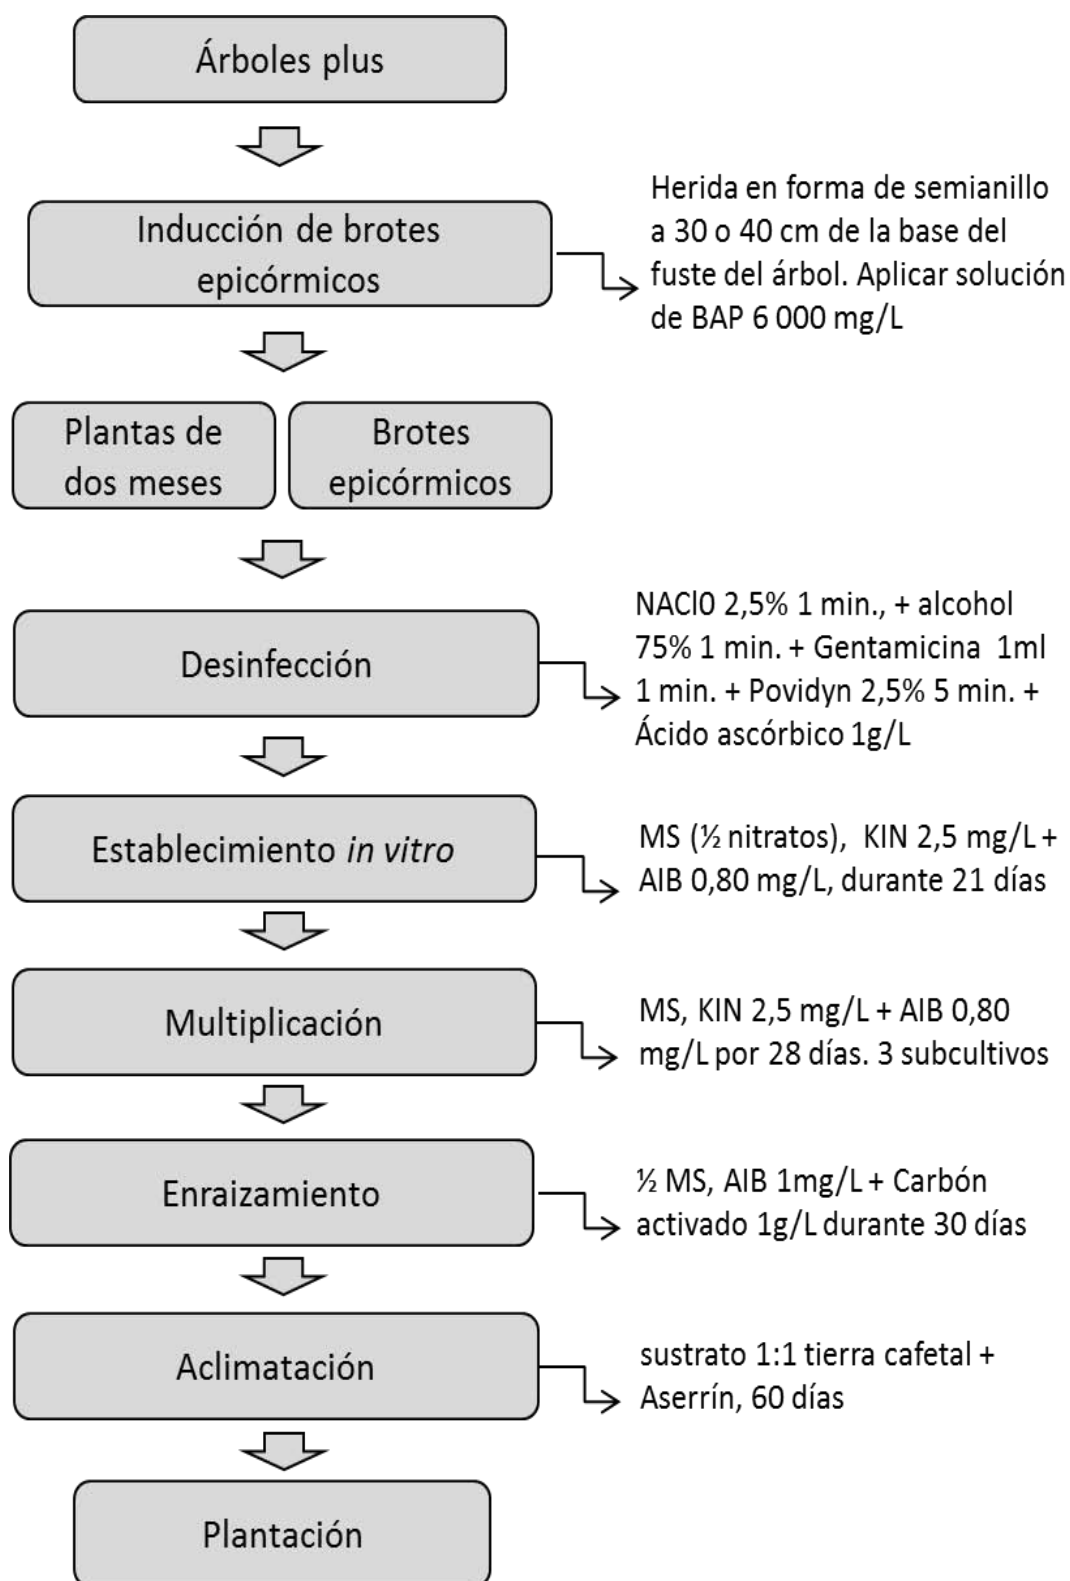 Árboles plus
Inducción de brotes
epicórmicos
Herida en forma de semianillo
a 30 o 40 cm de la base del
fuste del árbol. Aplicar solución
de BAP 6 000 mg/L
Plantas de
dos meses
Brotes
epicórmicos
Desinfección
NACl0 2,5% 1 min., + alcohol
75% 1 min. + Gentamicina 1ml
1 min. + Povidyn 2,5% 5 min. +
Ácido ascórbico 1g/L
Establecimiento in vitro
MS (½ nitratos), KIN 2,5 mg/L +
AIB 0,80 mg/L, durante 21 días
Multiplicación
MS, KIN 2,5 mg/L + AIB 0,80
mg/L por 28 días. 3 subcultivos
Enraizamiento
½ MS, AIB 1mg/L + Carbón
activado 1g/L durante 30 días
Aclimatación
sustrato 1:1 tierra cafetal +
Aserrín, 60 días
Plantación